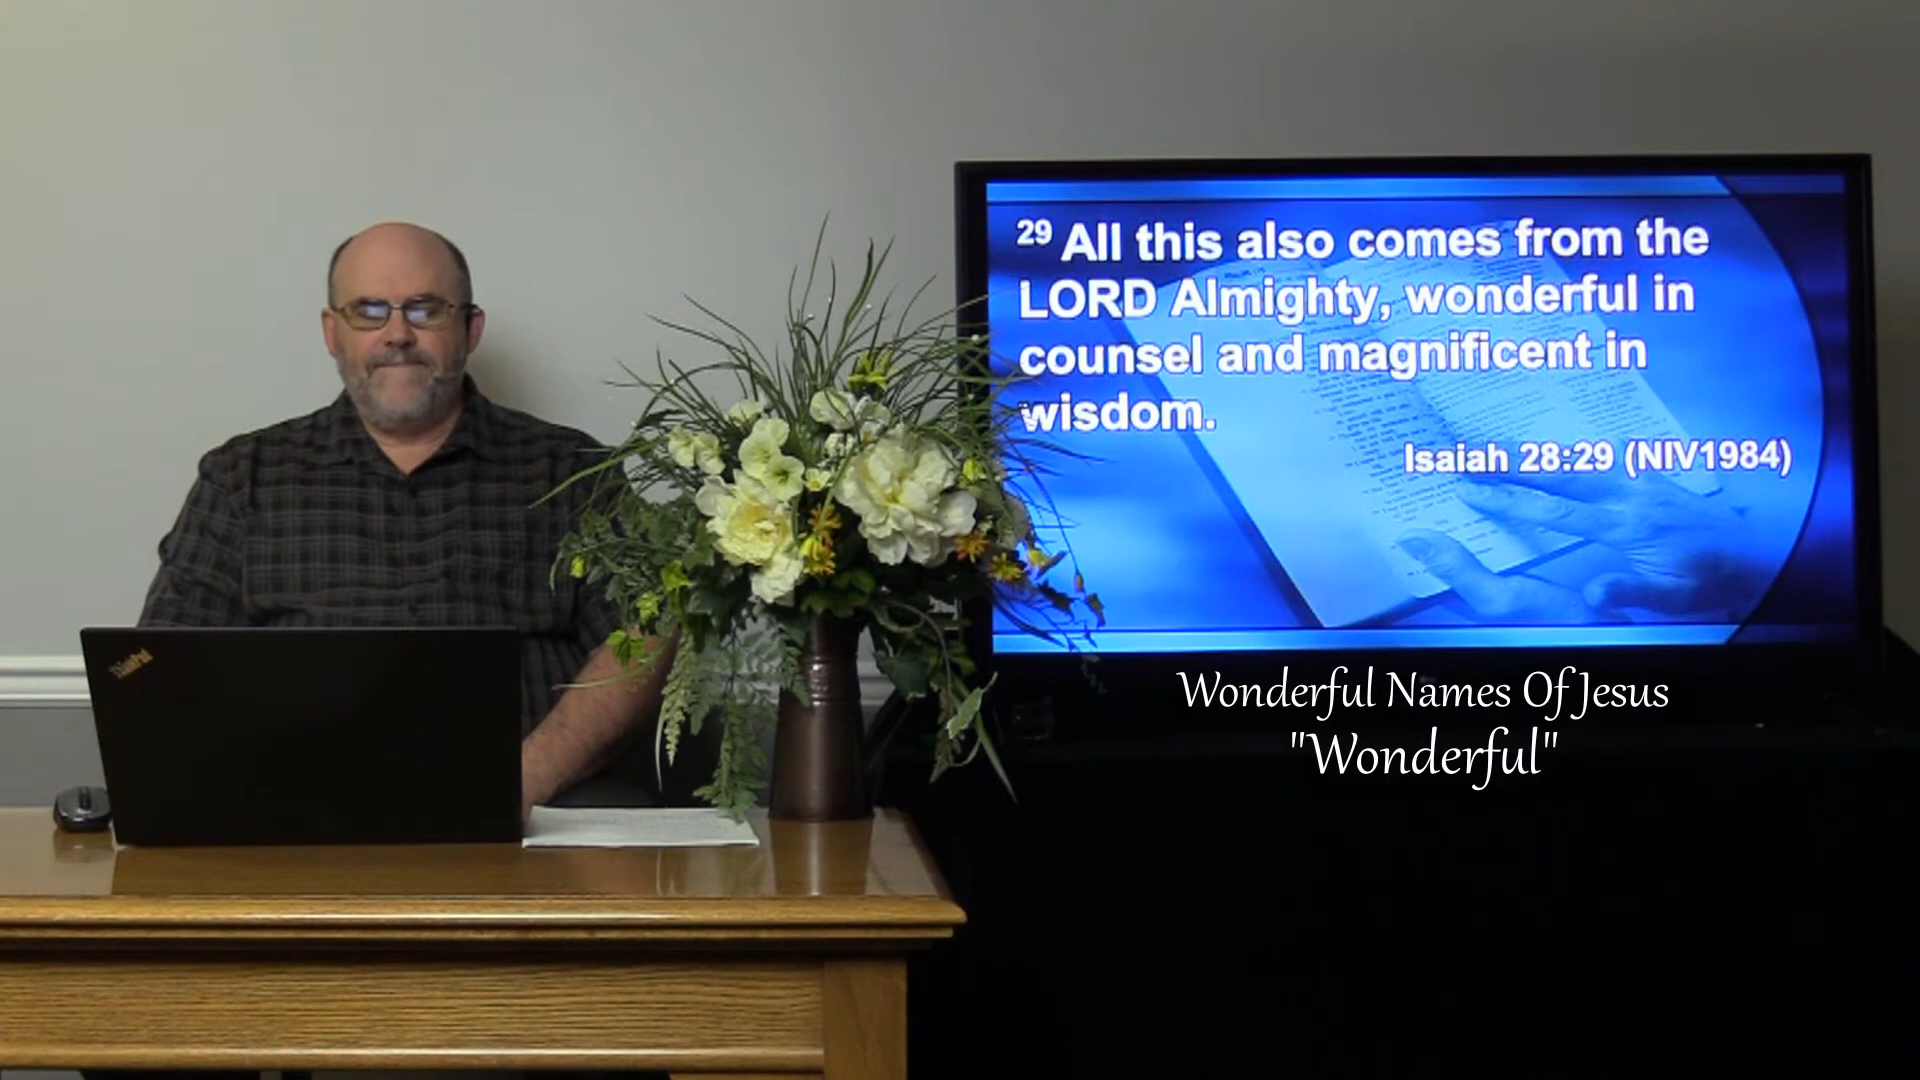 29 All this also comes from the
LORD Almighty, wonderful in
counsel and magnificent in
wisdom.
Isaiah 28:29 (NIV1984)
Wonderful Names Of Jesus
"Wonderful"
ThinkPad